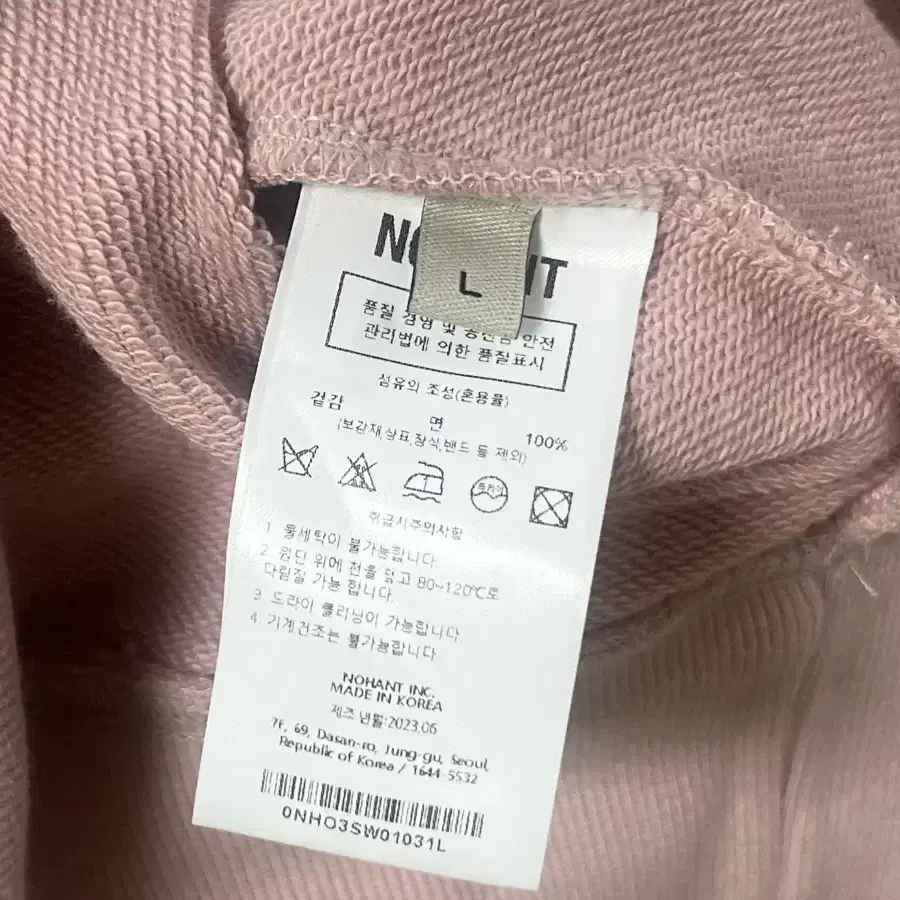 L
품질 경영 및 공산품 안전
관리법에 의한 품질표시
섬유의 조성(혼용율)
겉감 면 100%
(보강재,상표,장식,밴드 등 제외)
드라이
취급시주의사항
1 물세탁이 불가능합니다.
2 원단 위에 천을 덮고 80~120℃로
다림질 가능 합니다.
3 드라이 클리닝이 가능합니다.
4 기계건조는 불가능합니다.
NOHANT INC.
MADE IN KOREA
제조 년월:2023.06
7F, 69, Dasan-ro, Jung-gu, Seoul,
Republic of Korea / 1644-5532
0NHO3SW01031L